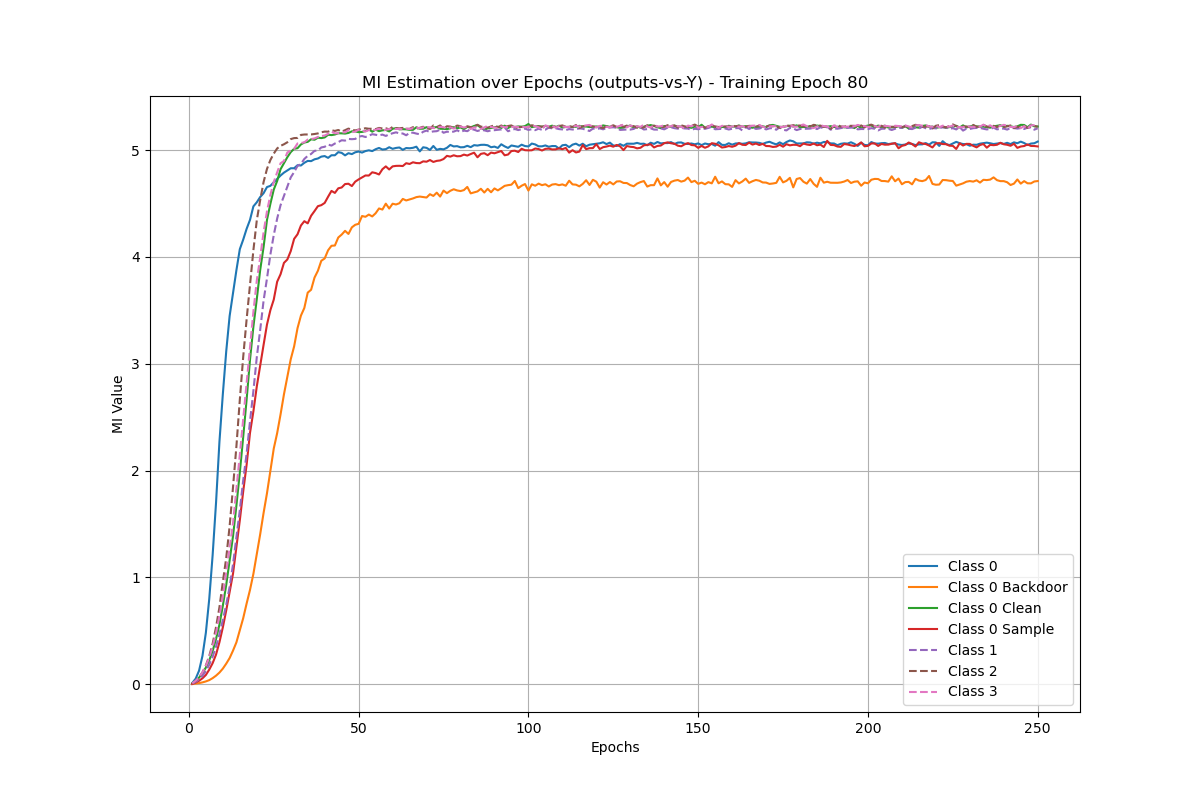 MI Estimation over Epochs (outputs-vs-Y) - Training Epoch 80
MI Value
5
4
3
2
1
0
0 50 100 150 200 250
Epochs
Class 0
Class 0 Backdoor
Class 0 Clean
Class 0 Sample
Class 1
Class 2
Class 3